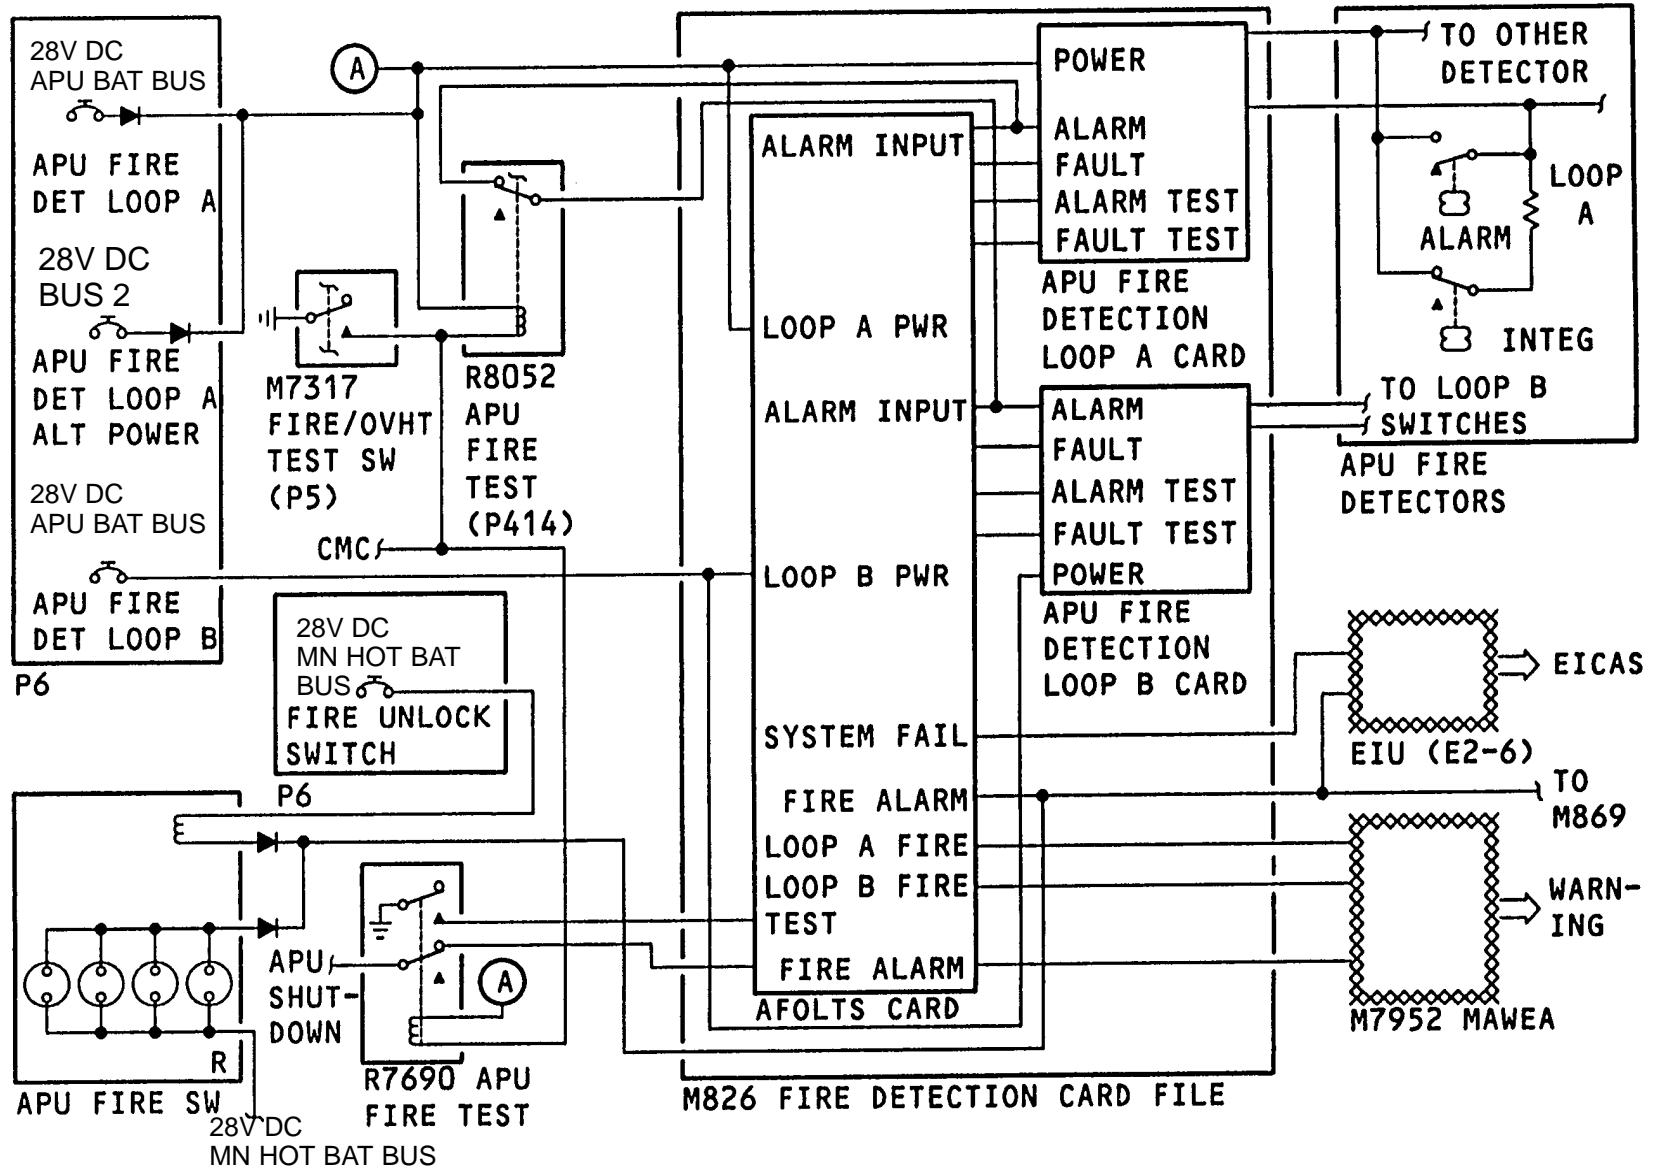 28V DC
APU BAT BUS
APU FIRE
DET LOOP A
28V DC
BUS 2
APU FIRE
DET LOOP A
ALT POWER
28V DC
APU BAT BUS
APU FIRE
DET LOOP B
P6
A
M7317
FIRE/OVHT
TEST SW
(P5)
R8052
APU
FIRE
TEST
(P414)
CMC
28V DC
MN HOT BAT
BUS
FIRE UNLOCK
SWITCH
P6
R
APU FIRE SW
28V DC
MN HOT BAT BUS
APU
SHUT-
DOWN
A
R7690 APU
FIRE TEST
ALARM INPUT
LOOP A PWR
ALARM INPUT
LOOP B PWR
SYSTEM FAIL
FIRE ALARM
LOOP A FIRE
LOOP B FIRE
TEST
FIRE ALARM
AFOLTS CARD
M826 FIRE DETECTION CARD FILE
POWER
ALARM
FAULT
ALARM TEST
FAULT TEST
APU FIRE
DETECTION
LOOP A CARD
ALARM
FAULT
ALARM TEST
FAULT TEST
POWER
APU FIRE
DETECTION
LOOP B CARD
TO OTHER
DETECTOR
LOOP
A
ALARM
INTEG
TO LOOP B
SWITCHES
APU FIRE
DETECTORS
EICAS
EIU (E2-6)
TO
M869
WARN-
ING
M7952 MAWEA